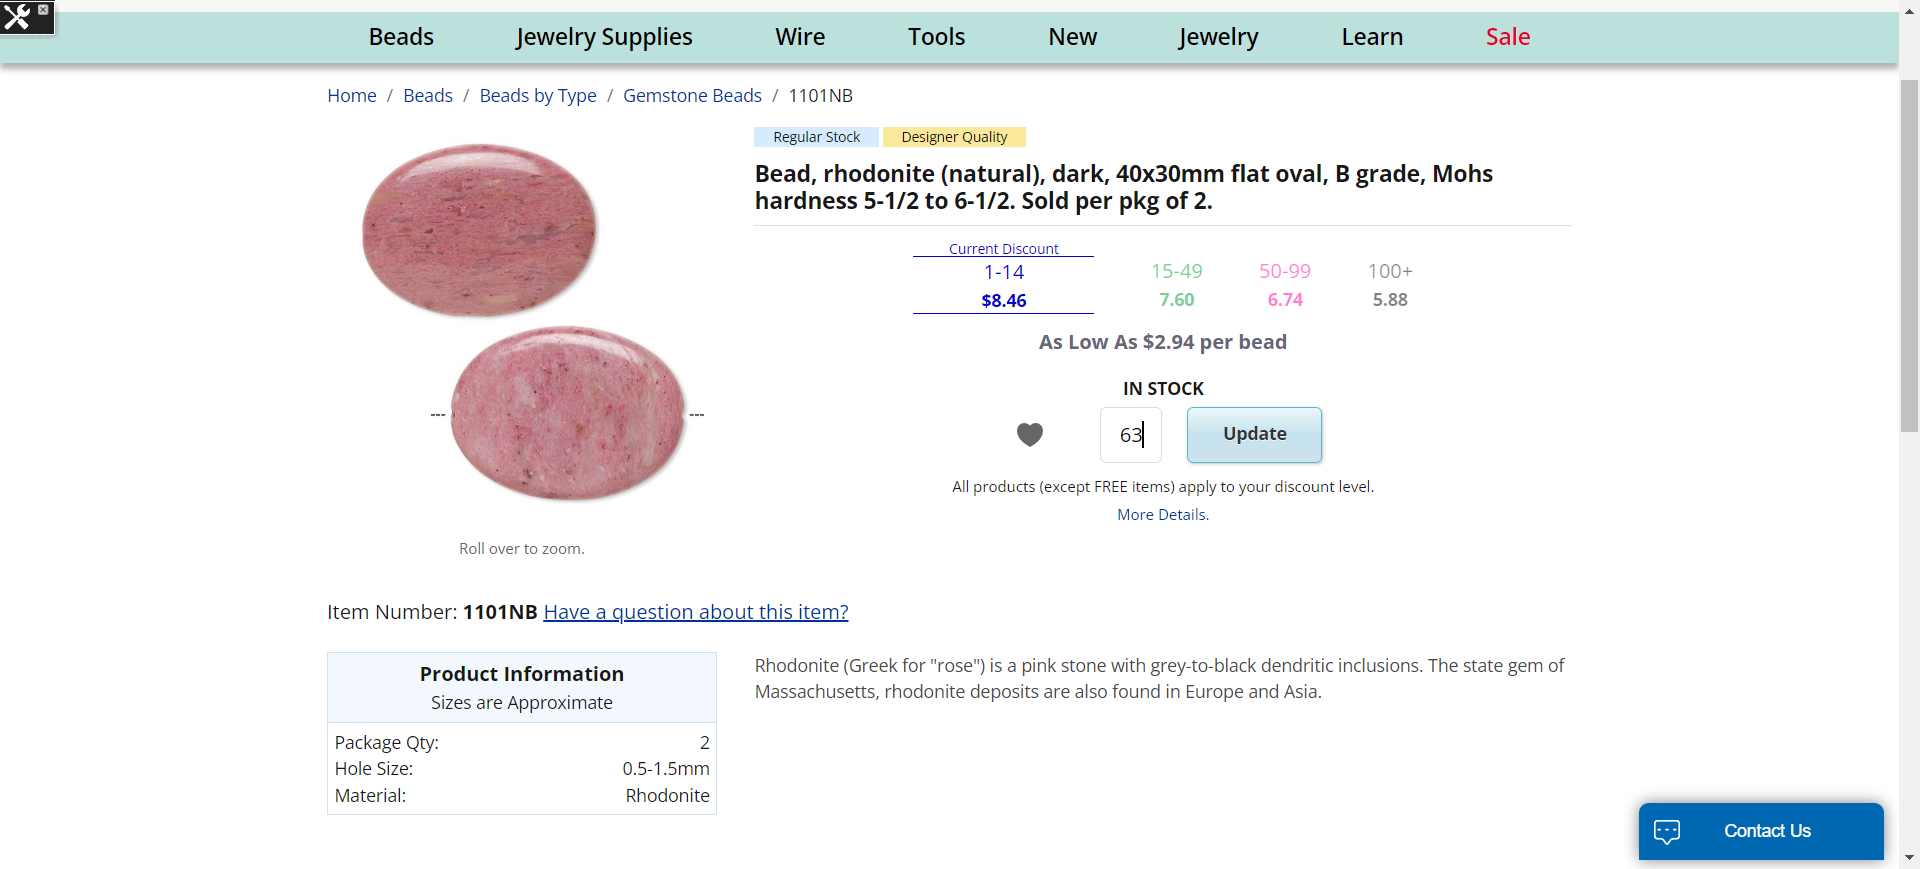 Beads Jewelry Supplies Wire Tools New Jewelry Learn Sale
Home / Beads / Beads by Type / Gemstone Beads / 1101NB
Regular Stock Designer Quality
Bead, rhodonite (natural), dark, 40x30mm flat oval, B grade, Mohs
hardness 5-1/2 to 6-1/2. Sold per pkg of 2.
Current Discount
1-14 15-49 50-99 100+
$8.46 7.60 6.74 5.88
As Low As $2.94 per bead
IN STOCK
63 Update
All products (except FREE items) apply to your discount level.
More Details.
Roll over to zoom.
Item Number: 1101NB Have a question about this item?
Product Information
Sizes are Approximate
Package Qty: 2
Hole Size: 0.5-1.5mm
Material: Rhodonite
Rhodonite (Greek for "rose") is a pink stone with grey-to-black dendritic inclusions. The state gem of
Massachusetts, rhodonite deposits are also found in Europe and Asia.
Contact Us